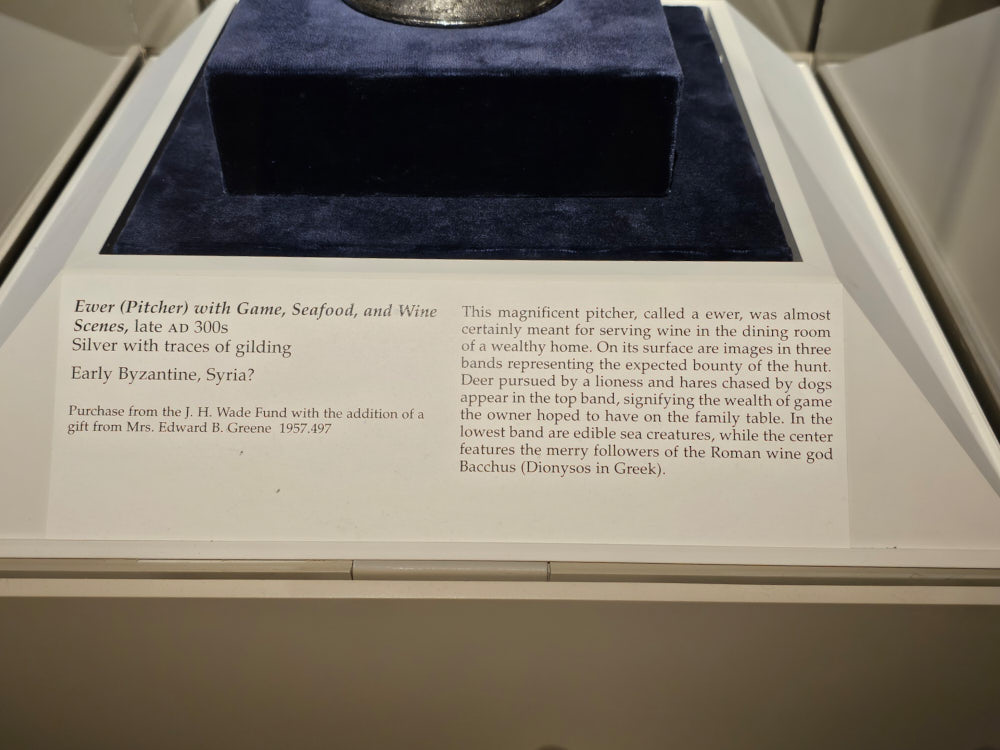 Ewer (Pitcher) with Game, Seafood, and Wine
Scenes, late AD 300s
Silver with traces of gilding
Early Byzantine, Syria?
Purchase from the J. H. Wade Fund with the addition of a
gift from Mrs. Edward B. Greene 1957.497
This magnificent pitcher, called a ewer, was almost
certainly meant for serving wine in the dining room
of a wealthy home. On its surface are images in three
bands representing the expected bounty of the hunt.
Deer pursued by a lioness and hares chased by dogs
appear in the top band, signifying the wealth of game
the owner hoped to have on the family table. In the
lowest band are edible sea creatures, while the center
features the merry followers of the Roman wine god
Bacchus (Dionysos in Greek).